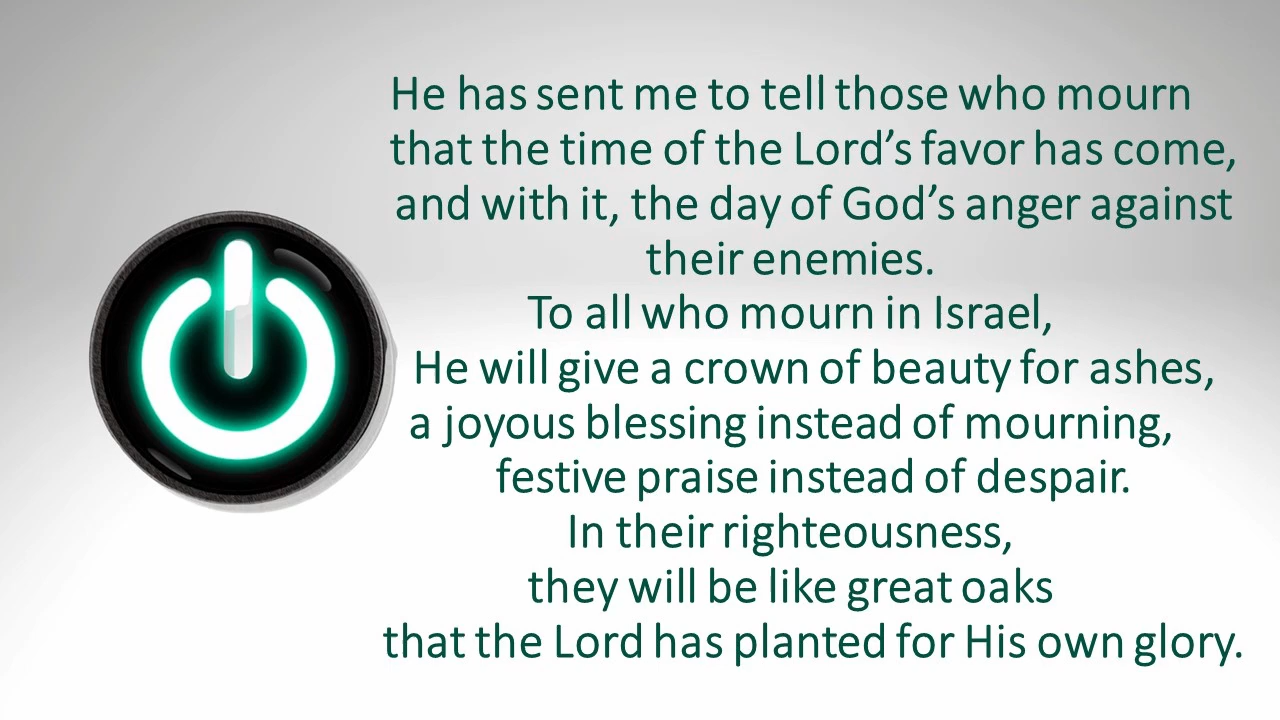 He has sent me to tell those who mourn
that the time of the Lord’s favor has come,
and with it, the day of God’s anger against
their enemies.
To all who mourn in Israel,
He will give a crown of beauty for ashes,
a joyous blessing instead of mourning,
festive praise instead of despair.
In their righteousness,
they will be like great oaks
that the Lord has planted for His own glory.